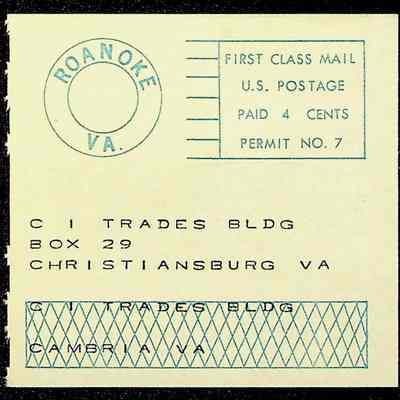 ROANOKE
VA.
FIRST CLASS MAIL
U.S. POSTAGE
PAID 4 CENTS
PERMIT NO. 7
C I TRADES BLDG
BOX 29
CHRISTIANSBURG VA
C I TRADES BLDG
CAMBRIA VA